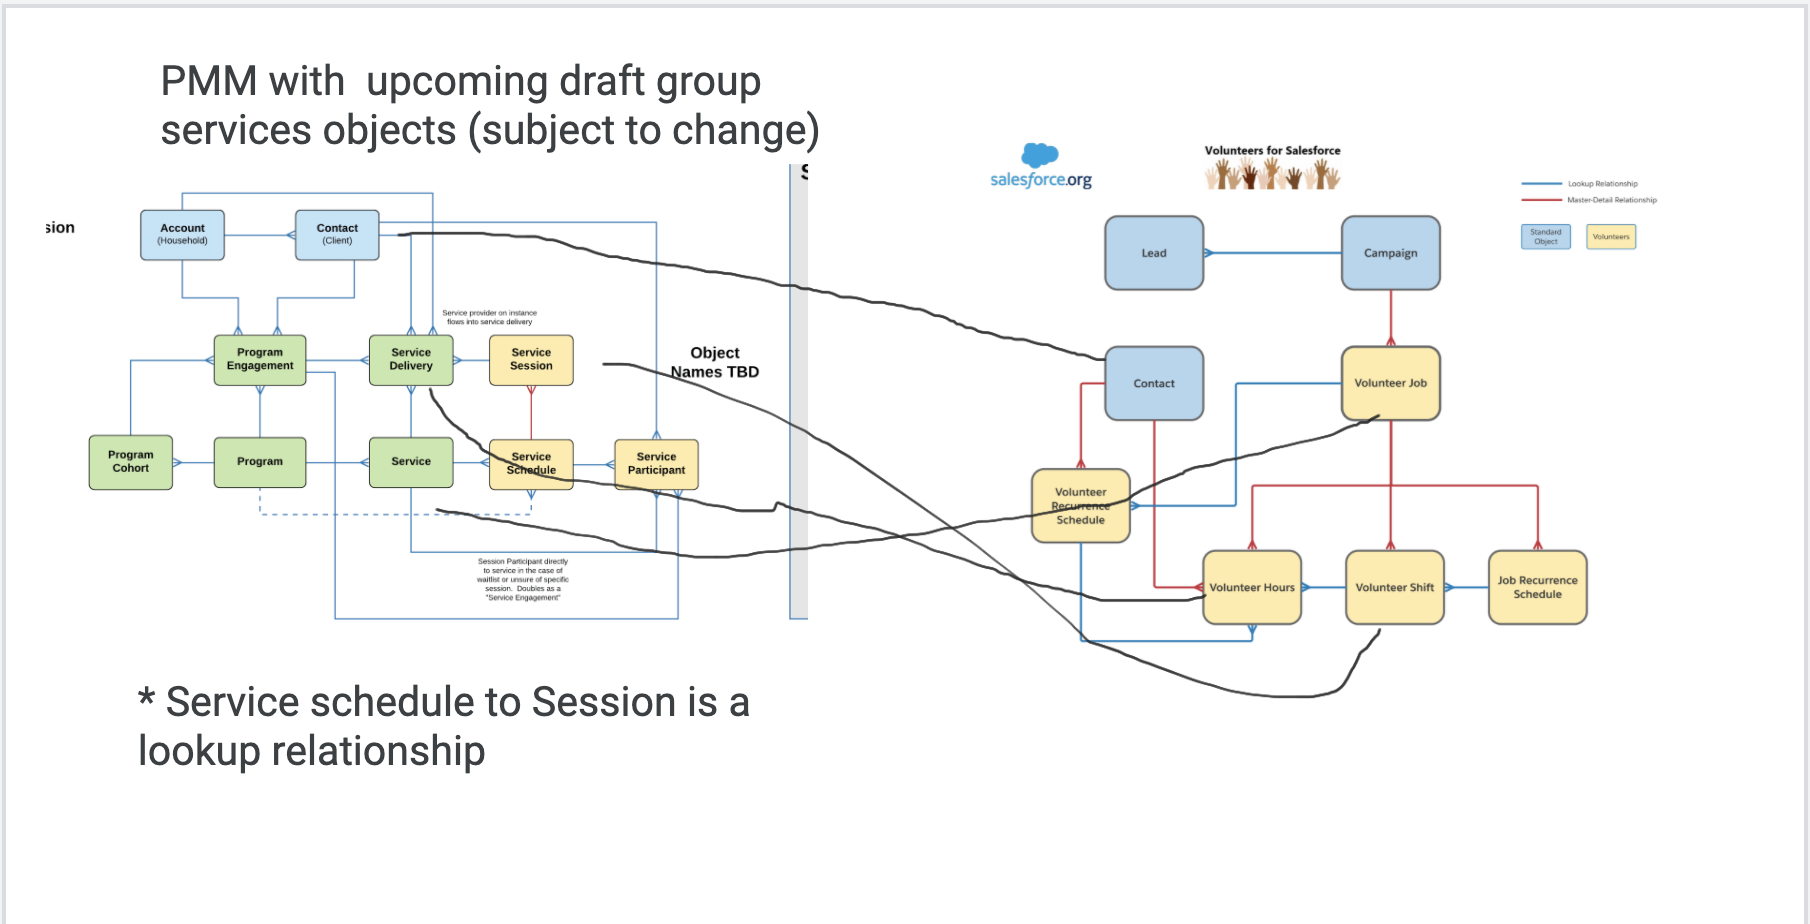 PMM with  upcoming draft group
services objects (subject to change)
sion
Account
(Household)
Contact
(Client)
Service provider on instance
flows into service delivery
Program
Engagement
Service
Delivery
Service
Session
Object
Names TBD
Program
Cohort
Program
Service
Service
Schedule
Service
Participant
Session Participant directly
to service in the case of
waitlist or unsure of specific
session.  Doubles as a
"Service Engagement"
* Service schedule to Session is a
lookup relationship
salesforce.org
Volunteers for Salesforce
Lookup Relationship
Master-Detail Relationship
Standard
Object
Volunteers
Lead
Campaign
Contact
Volunteer Job
Volunteer
Recurrence
Schedule
Volunteer Hours
Volunteer Shift
Job Recurrence
Schedule